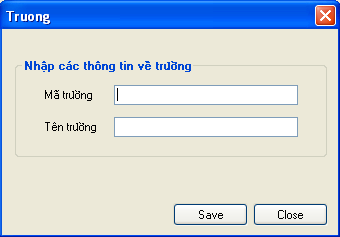 Truong
Nhập các thông tin về trường
Mã trường
Tên trường
Save
Close